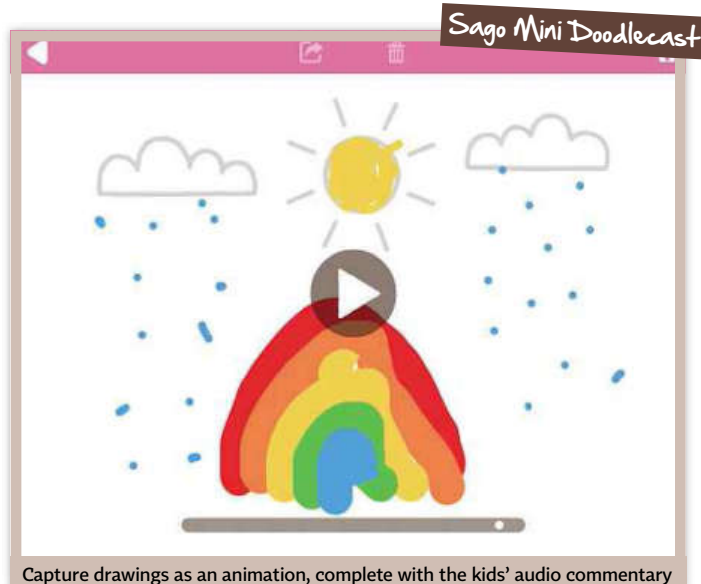 Sago Mini Doodlecast
Capture drawings as an animation, complete with the kids’ audio commentary